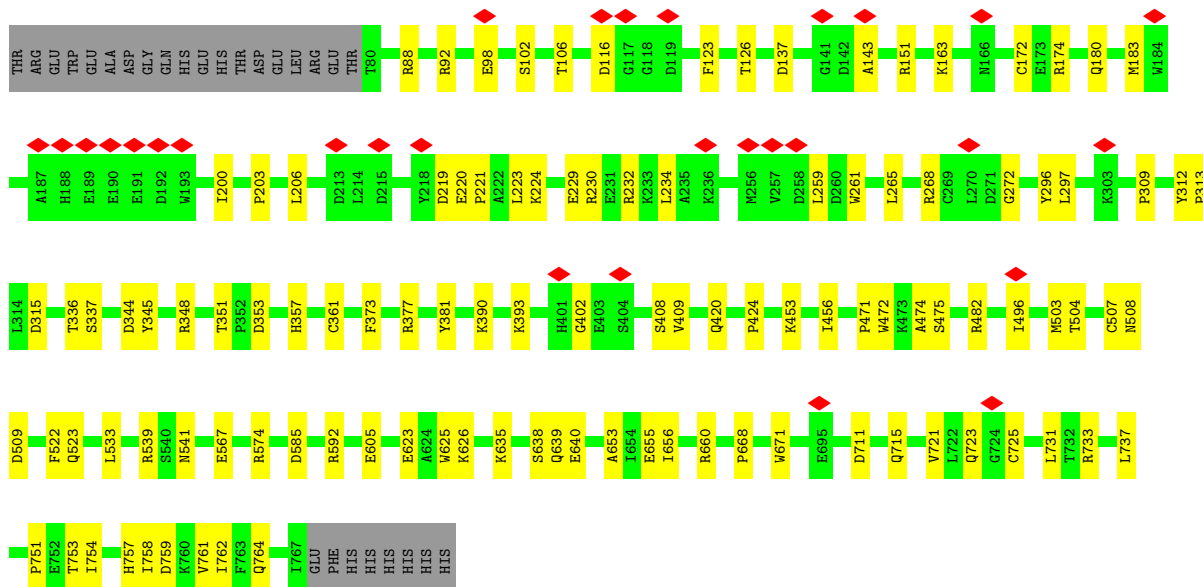 THR ARG GLU TRP GLU ALA ASP GLY GLN HIS GLU HIS THR ASP GLU LEU ARG GLU THR T80 R88 R92 E98 S102 T106 D116 G117 G118 D119 F123 T126 D137 G141 D142 A143 R151 K163 N166 C172 E173 R174 Q180 M183 W184
A187 H188 E189 E190 E191 D192 W193 I200 P203 L206 D213 L214 D215 Y218 D219 E220 P221 A222 L223 K224 E229 R230 E231 R232 K233 L234 A235 K236 M256 V257 D258 L259 D260 W261 L265 R268 C269 L270 D271 G272 Y296 L297 K303 P309 Y312 P313
L314 D315 T336 S337 D344 Y345 R348 T351 P352 D353 H357 C361 F373 R377 Y381 K390 K393 H401 G402 E403 S404 S408 V409 Q420 P424 K453 I456 P471 W472 K473 A474 S475 R482 I496 M503 T504 C507 N508
D509 F522 Q523 L533 R539 S540 N541 E567 R574 D585 R592 E605 E623 A624 W625 K626 K635 S638 Q639 E640 A653 I654 E655 I656 R660 P668 W671 E695 D711 Q715 V721 L722 Q723 G724 C725 L731 T732 R733 L737
P751 E752 T753 I754 H757 I758 D759 K760 V761 I762 F763 Q764 I767 GLU PHE HIS HIS HIS HIS HIS HIS